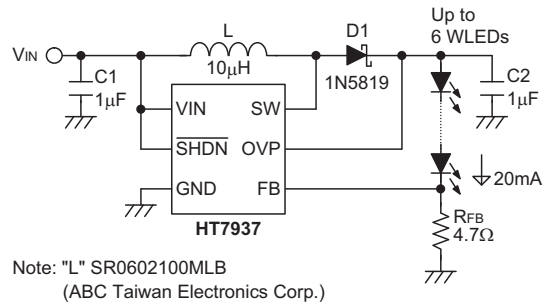 L
10µH
D1
1N5819
Up to
6 WLEDs
VIN
C1
1µF
C2
1µF
VIN
SW
SHDN
OVP
GND
FB
20mA
HT7937
RFB
4.7Ω
Note: "L" SR0602100MLB
(ABC Taiwan Electronics Corp.)